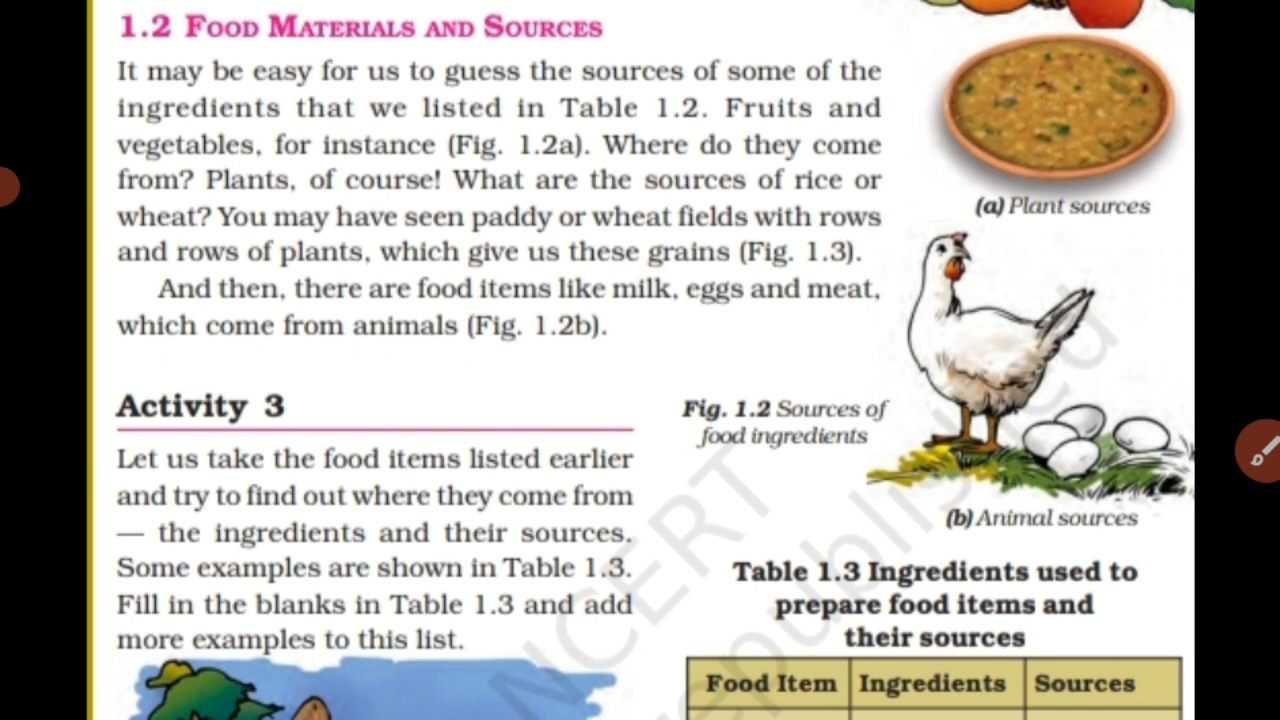 1.2 FOOD MATERIALS AND SOURCES
It may be easy for us to guess the sources of some of the
ingredients that we listed in Table 1.2. Fruits and
vegetables, for instance (Fig. 1.2a). Where do they come
from? Plants, of course! What are the sources of rice or
wheat? You may have seen paddy or wheat fields with rows
and rows of plants, which give us these grains (Fig. 1.3).
And then, there are food items like milk, eggs and meat,
which come from animals (Fig. 1.2b).
Activity 3
Let us take the food items listed earlier
and try to find out where they come from
— the ingredients and their sources.
Some examples are shown in Table 1.3.
Fill in the blanks in Table 1.3 and add
more examples to this list.
(a) Plant sources
Fig. 1.2 Sources of
food ingredients
(b) Animal sources
Table 1.3 Ingredients used to
prepare food items and
their sources
Food Item Ingredients Sources
NCERT
republished